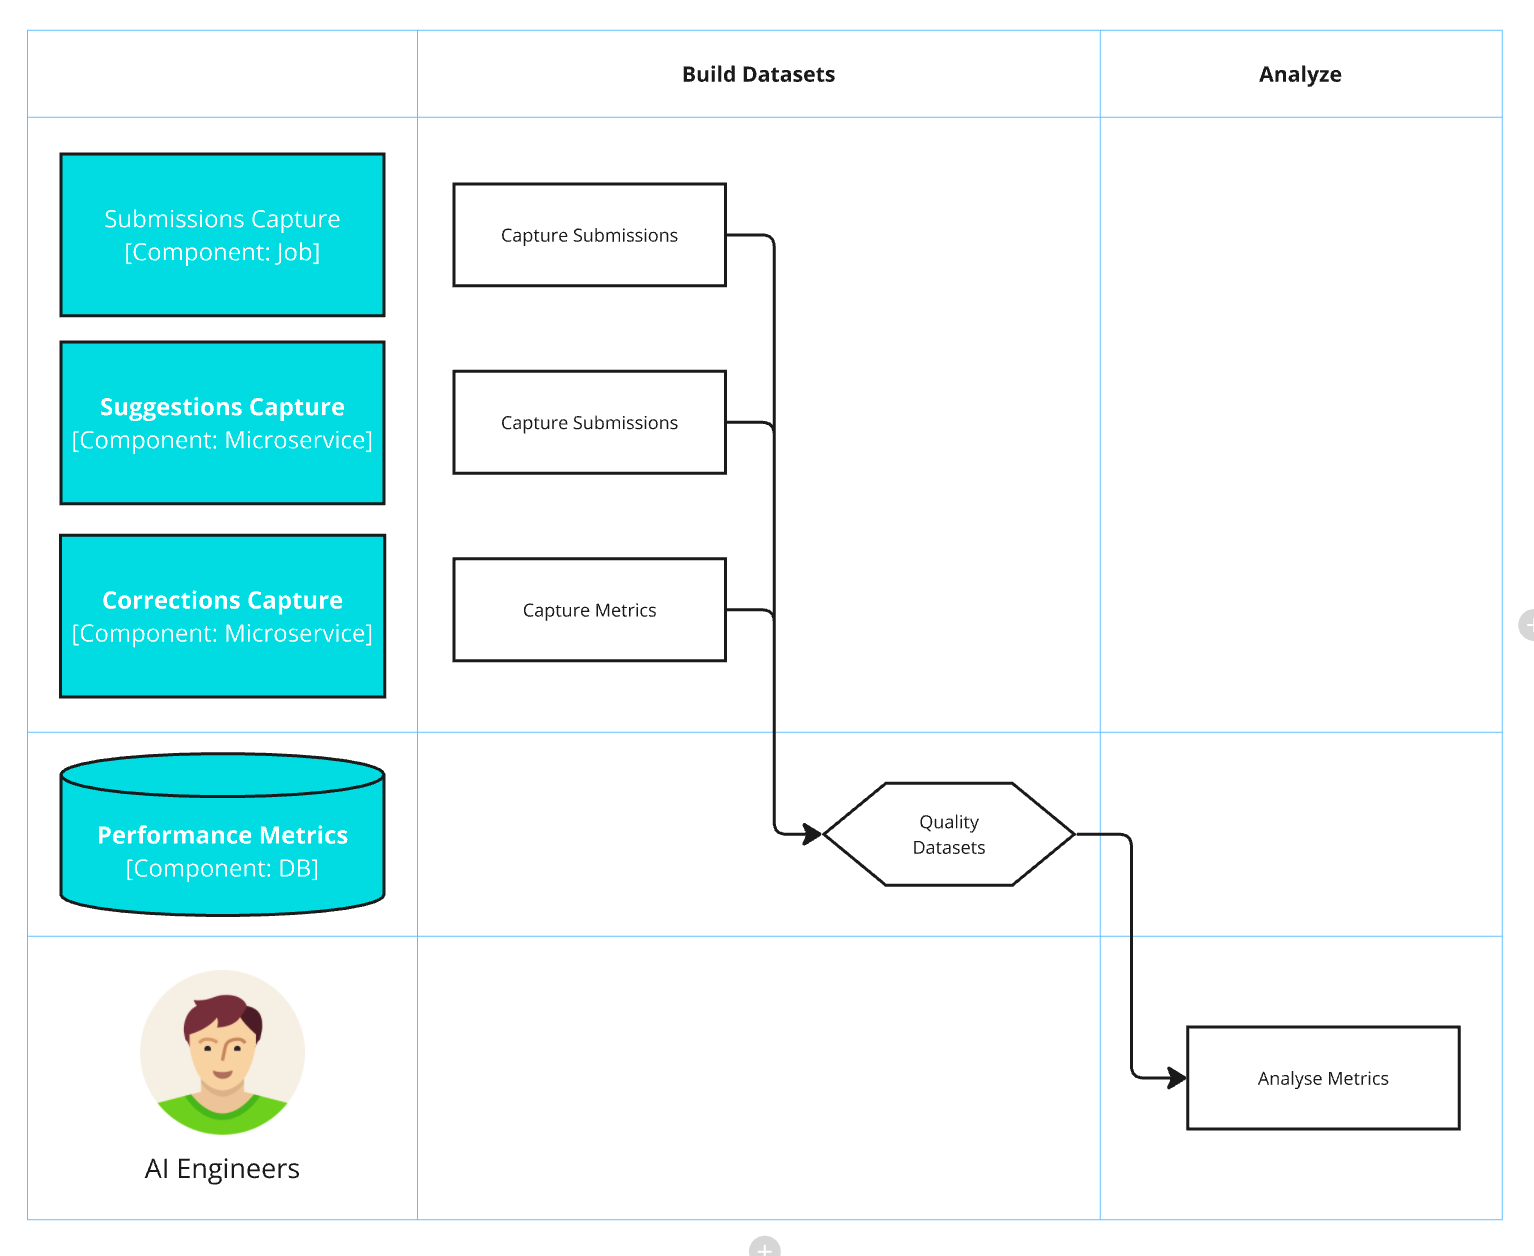 Build Datasets
Analyze
Submissions Capture
[Component: Job]
Capture Submissions
Suggestions Capture
[Component: Microservice]
Capture Submissions
Corrections Capture
[Component: Microservice]
Capture Metrics
Performance Metrics
[Component: DB]
Quality
Datasets
AI Engineers
Analyse Metrics